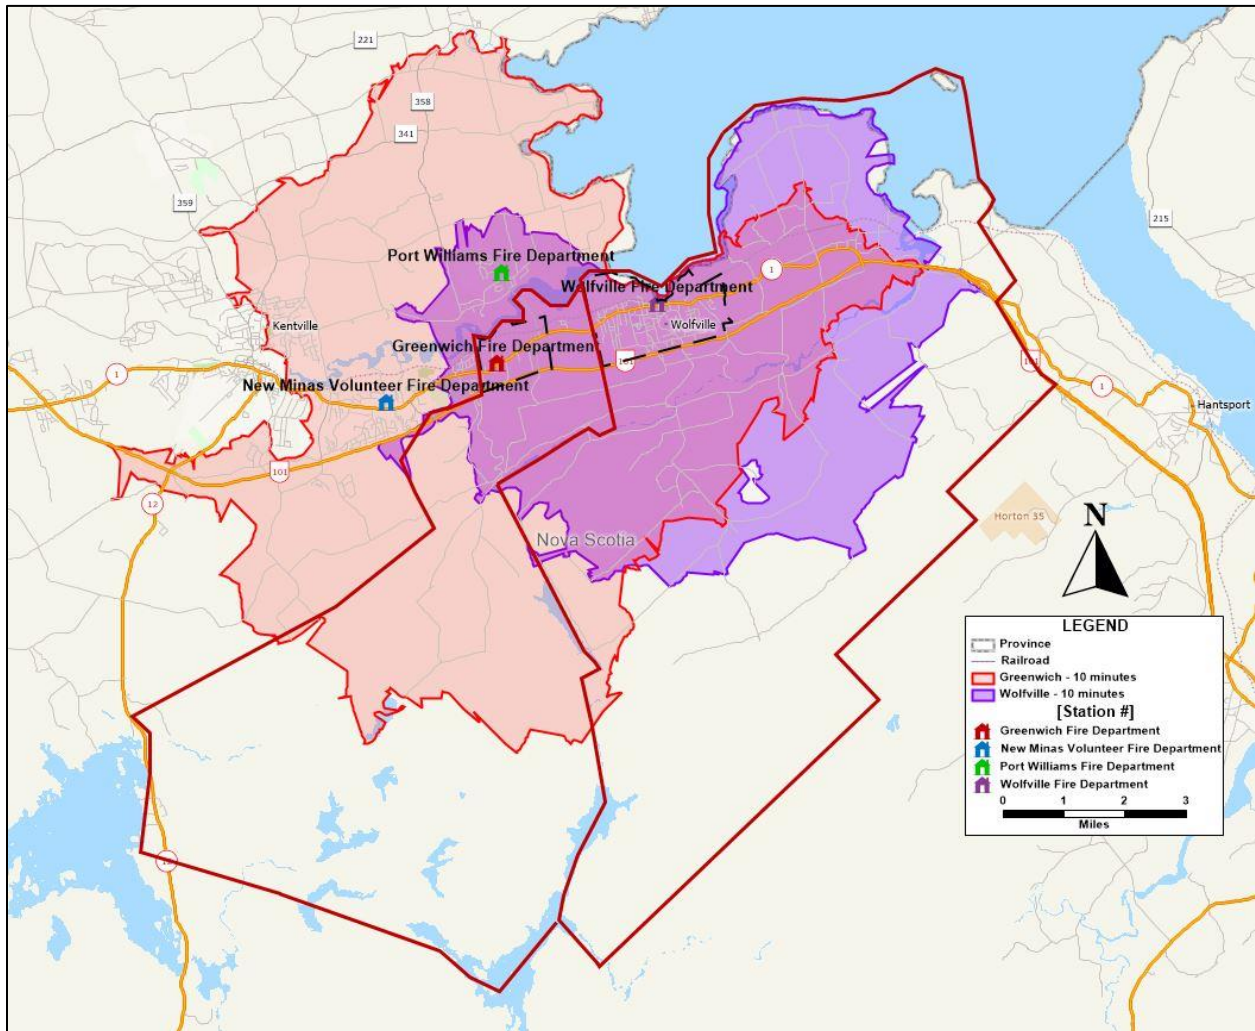 221
358
341
359
215
Port Williams Fire Department
1
Wolfville Fire Department
Kentville
Wolfville
Greenwich Fire Department
101
1
New Minas Volunteer Fire Department
1
Hantsport
101
12
Horton 35
Nova Scotia
N
LEGEND
Province
Railroad
Greenwich - 10 minutes
Wolfville - 10 minutes
[Station #]
Greenwich Fire Department
New Minas Volunteer Fire Department
Port Williams Fire Department
Wolfville Fire Department
0 1 2 3
Miles